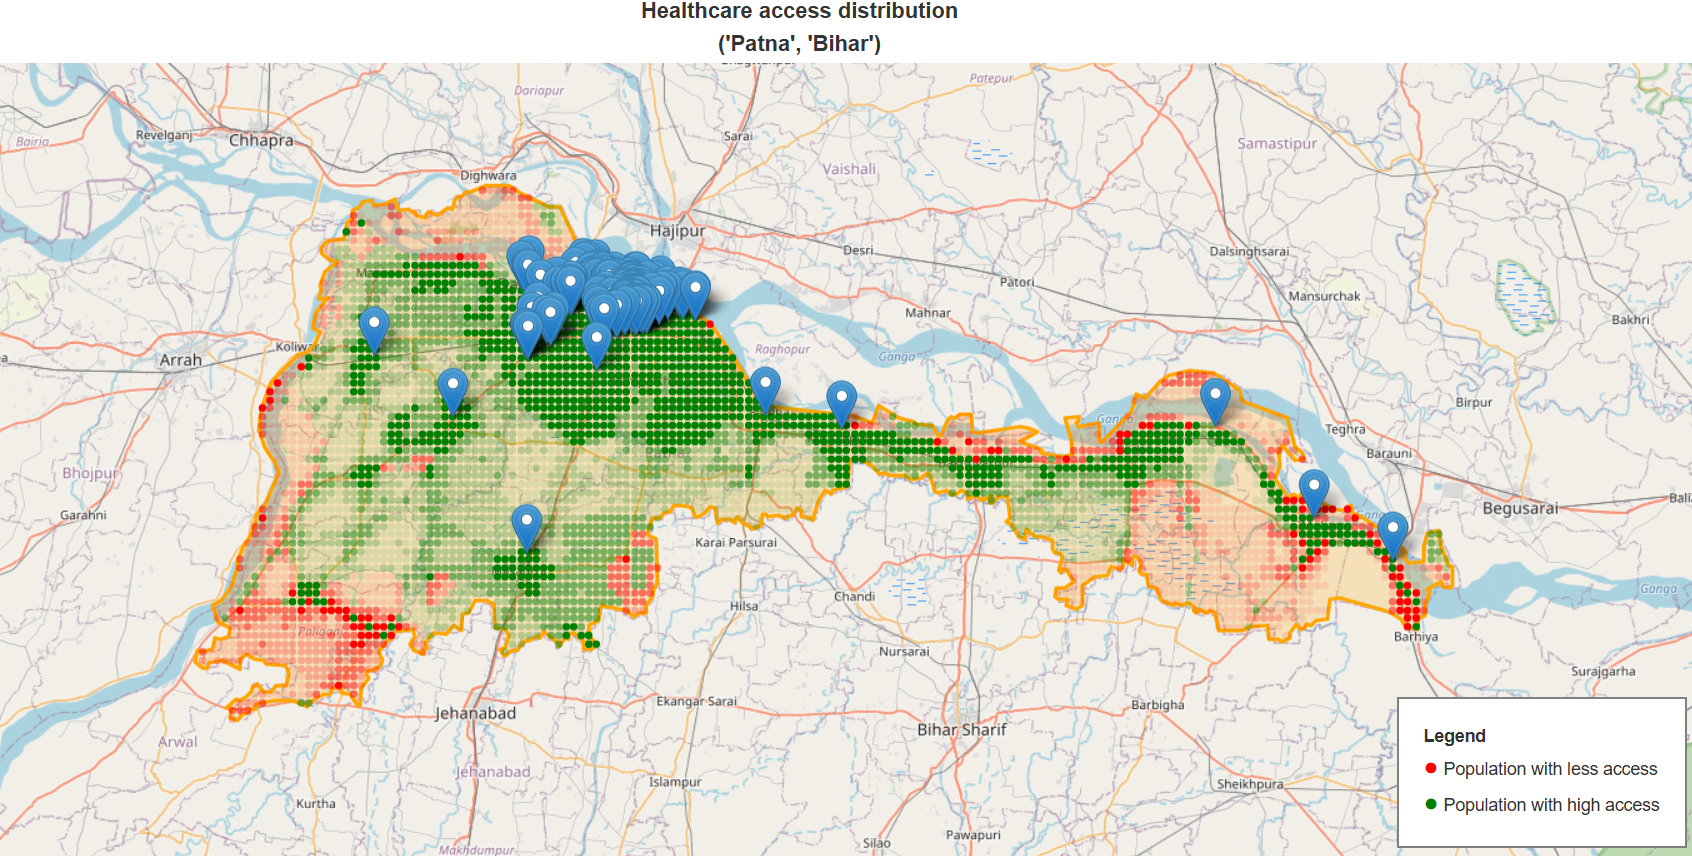 Healthcare access distribution
('Patna', 'Bihar')
Patepur
Dariapur
Revelganj
Chhapra
Bairia
Sarai
Samastipur
Vaishali
Dighwara
Hajipur
Desri
Dalsinghsarai
Patori
Mansurchak
Mahnar
Bakhri
Koliwar
Raghopur
Ganga
Arrah
Birpur
Ganga
Teghra
Barauni
Bhojpur
Garahni
Begusarai
Karai Parsurai
Chandi
Hilsa
Ganga
Paliganj
Barhiya
Nursarai
Surajgarha
Ekangar Sarai
Barbigha
Jehanabad
Bihar Sharif
Arwal
Legend
Jehanabad
Population with less access
Islampur
Sheikhpura
Kurtha
Population with high access
Pawapuri
Silao
Makhdumpur